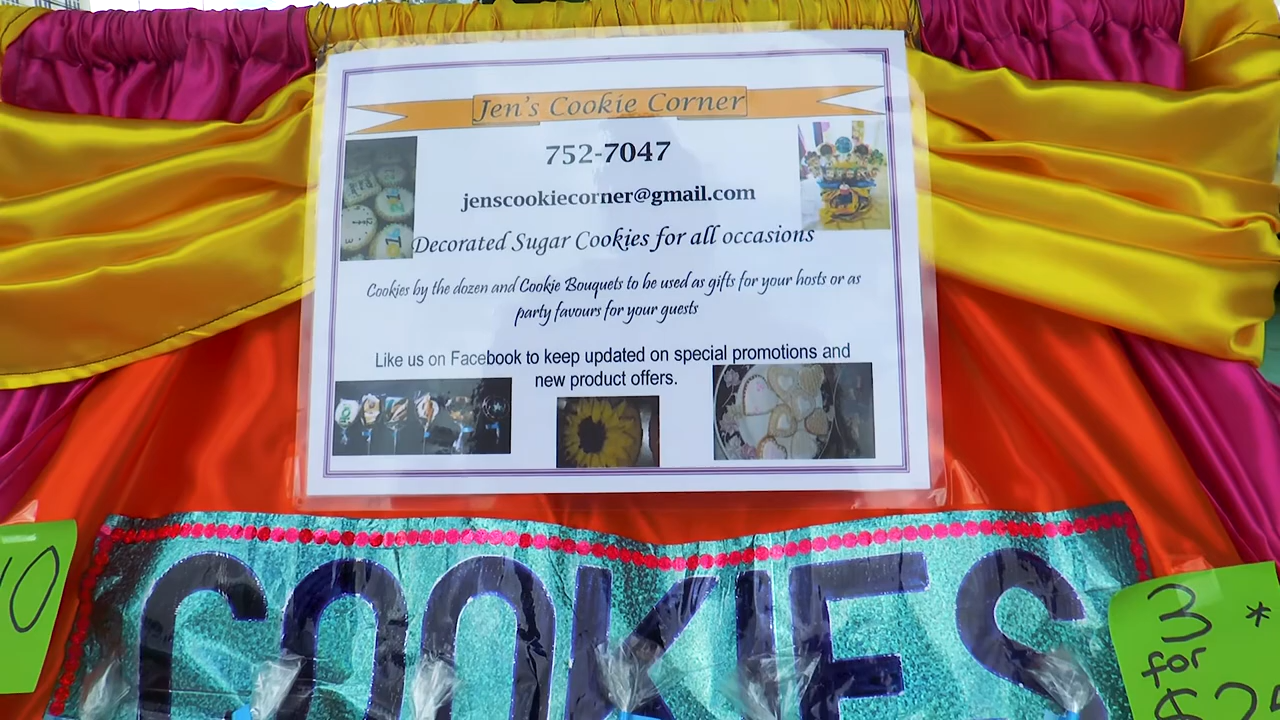 Jen's Cookie Corner
752-7047
jenscookiecorner@gmail.com
Decorated Sugar Cookies for all occasions
Cookies by the dozen and Cookie Bouquets to be used as gifts for your hosts or as
party favours for your guests
Like us on Facebook to keep updated on special promotions and
new product offers.
COOKIES
3 *
for